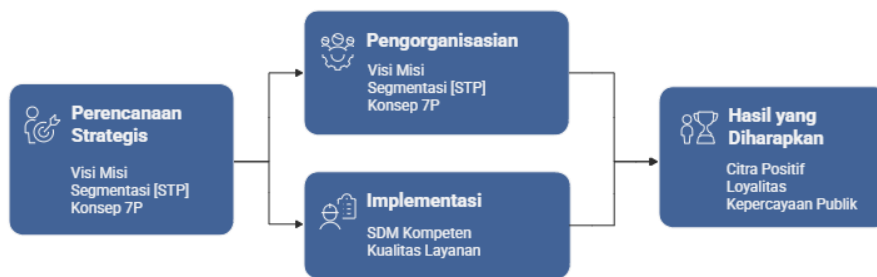 Perencanaan
Strategis
Visi Misi
Segmentasi [STP]
Konsep 7P
Pengorganisasian
Visi Misi
Segmentasi [STP]
Konsep 7P
Implementasi
SDM Kompeten
Kualitas Layanan
Hasil yang
Diharapkan
Citra Positif
Loyalitas
Kepercayaan Publik